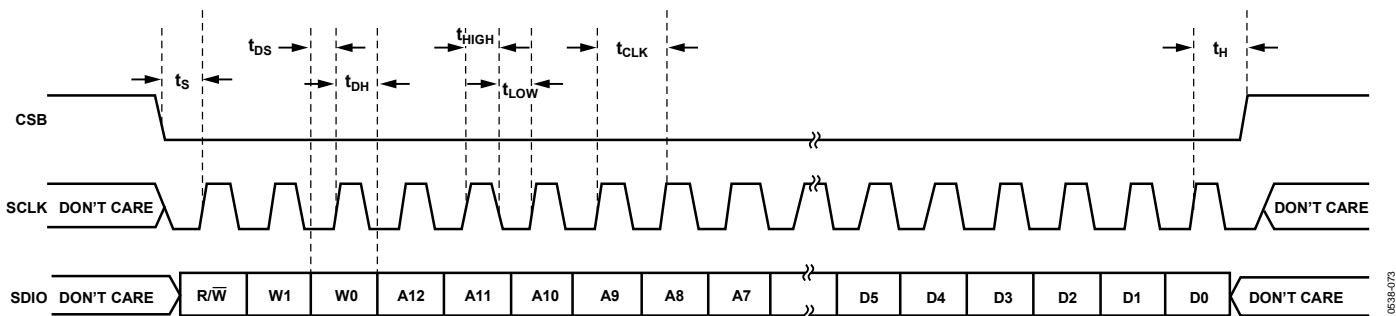 tHIGH
tDS
tCLK
tH
tS
tDH
tLOW
CSB
SCLK DON'T CARE DON'T CARE
SDIO DON'T CARE R/W̅ W1 W0 A12 A11 A10 A9 A8 A7 D5 D4 D3 D2 D1 D0 DON'T CARE
0538-073